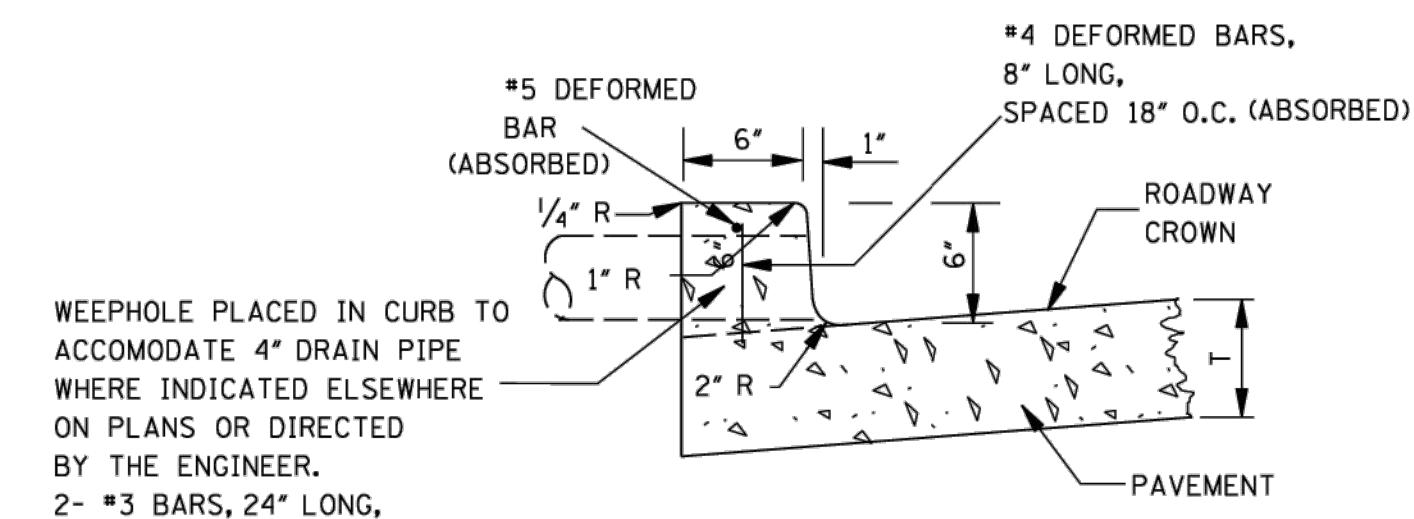 #4 DEFORMED BARS,
8" LONG,
SPACED 18" O.C. (ABSORBED)
#5 DEFORMED
BAR
(ABSORBED)
6"
1"
1/4" R
ROADWAY
CROWN
6"
6"
1" R
WEEPHOLE PLACED IN CURB TO
ACCOMODATE 4" DRAIN PIPE
WHERE INDICATED ELSEWHERE
ON PLANS OR DIRECTED
BY THE ENGINEER.
2- #3 BARS, 24" LONG,
2" R
T
PAVEMENT